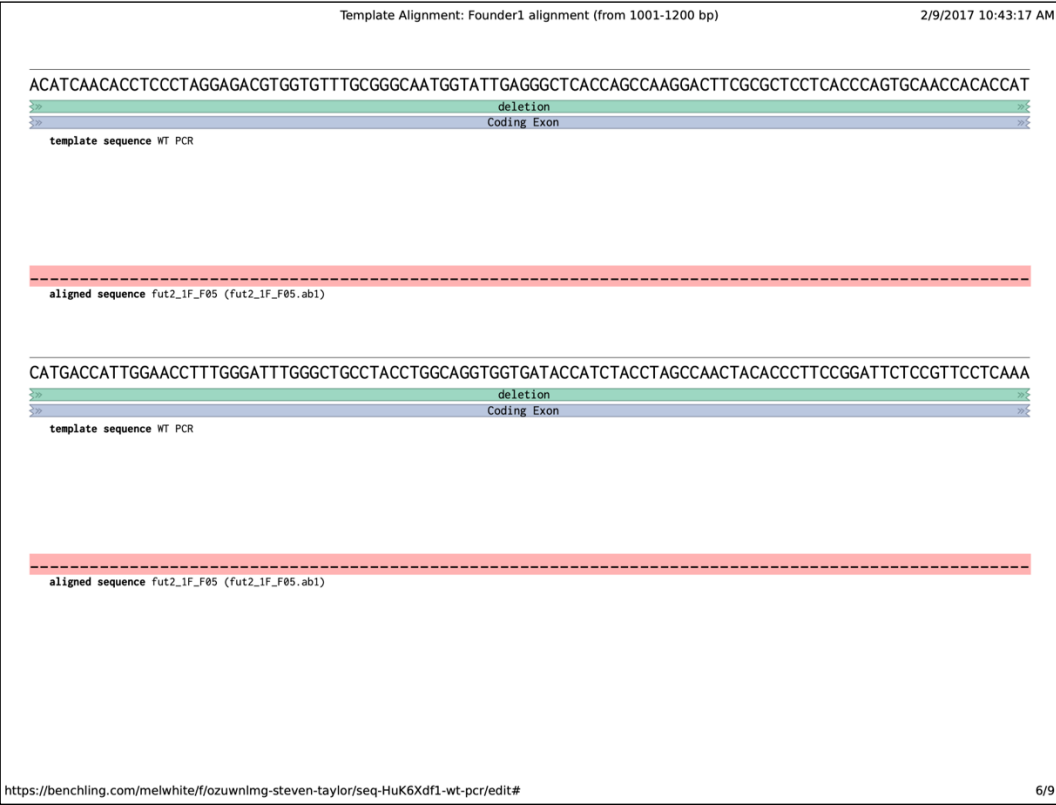 Template Alignment: Founder1 alignment (from 1001-1200 bp) 2/9/2017 10:43:17 AM
ACATCAACACCTCCCTAGGAGACGTGGTGTTTGCGGGCAATGGTATTGAGGGCTCACCAGCCAAGGACTTCGCGCTCCTCACCCAGTGCAACCACACCAT
» deletion »
» Coding Exon »
template sequence WT PCR
----------------------------------------------------------------------------------------------------
aligned sequence fut2_1F_F05 (fut2_1F_F05.ab1)
CATGACCATTGGAACCTTTGGGATTTGGGCTGCCTACCTGGCAGGTGGTGATACCATCTACCTAGCCAACTACACCCTTCCGGATTCTCCGTTCCTCAAA
» deletion »
» Coding Exon »
template sequence WT PCR
----------------------------------------------------------------------------------------------------
aligned sequence fut2_1F_F05 (fut2_1F_F05.ab1)
https://benchling.com/melwhite/f/ozuwnlmg-steven-taylor/seq-HuK6Xdf1-wt-pcr/edit# 6/9